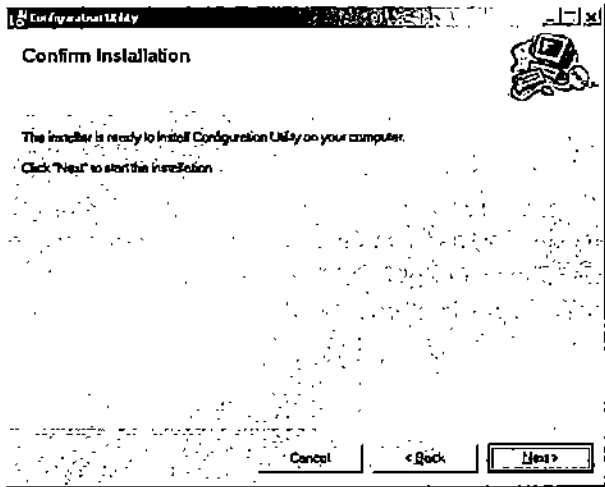 Configuration Utility
Confirm Installation
The installer is ready to install Configuration Utility on your computer.
Click "Next" to start the installation
Cancel
< Back
Next >